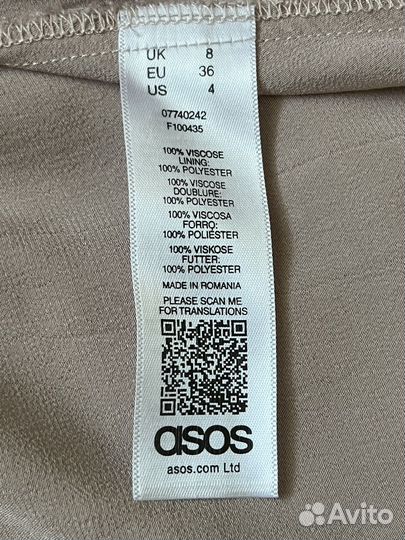 UK 8
EU 36
US 4
07740242
F100435
100% VISCOSE
LINING:
100% POLYESTER
100% VISCOSE
DOUBLURE:
100% POLYESTER
100% VISCOSA
FORRO:
100% POLIÉSTER
100% VISKOSE
FUTTER:
100% POLYESTER
MADE IN ROMANIA
PLEASE SCAN ME
FOR TRANSLATIONS
asos
asos.com Ltd
Avito